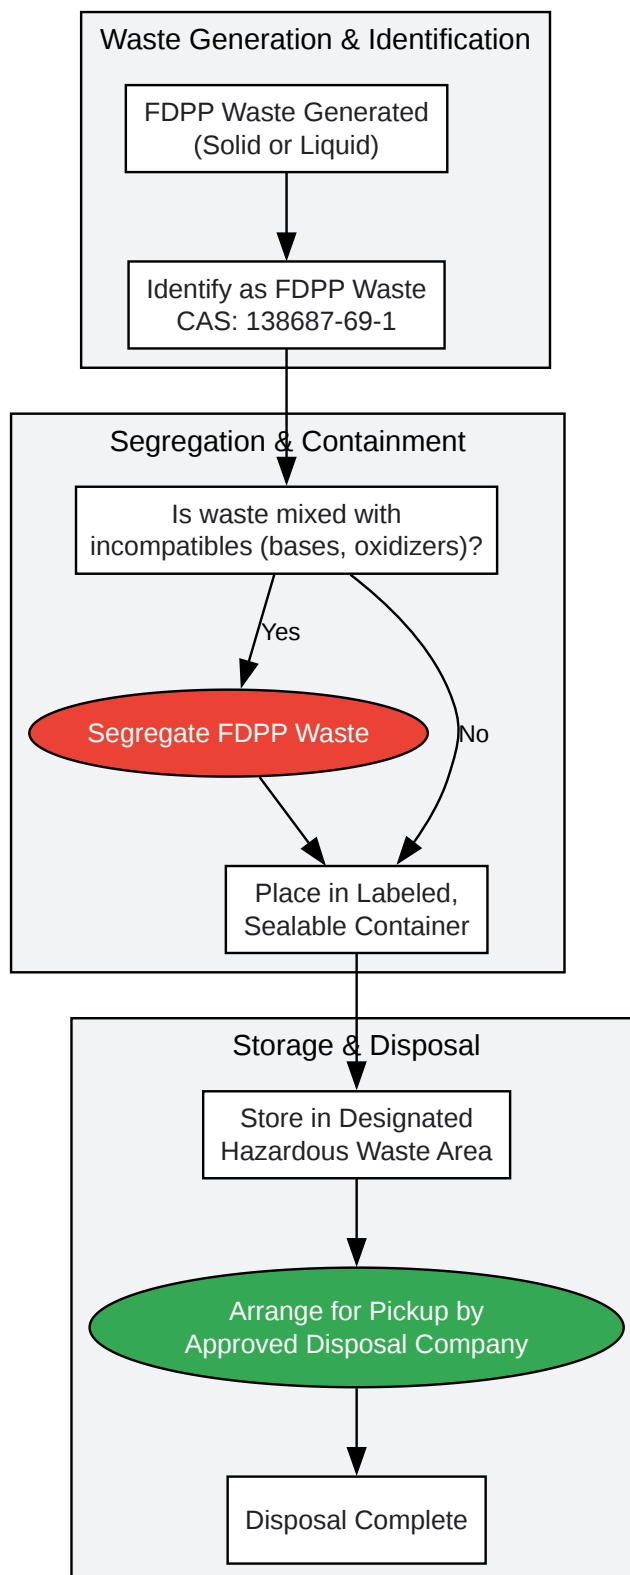 Waste Generation & Identification
FDPP Waste Generated
(Solid or Liquid)
Identify as FDPP Waste
CAS: 138687-69-1
Segregation & Containment
Is waste mixed with
incompatibles (bases, oxidizers)?
Yes
Segregate FDPP Waste
No
Place in Labeled,
Sealable Container
Storage & Disposal
Store in Designated
Hazardous Waste Area
Arrange for Pickup by
Approved Disposal Company
Disposal Complete